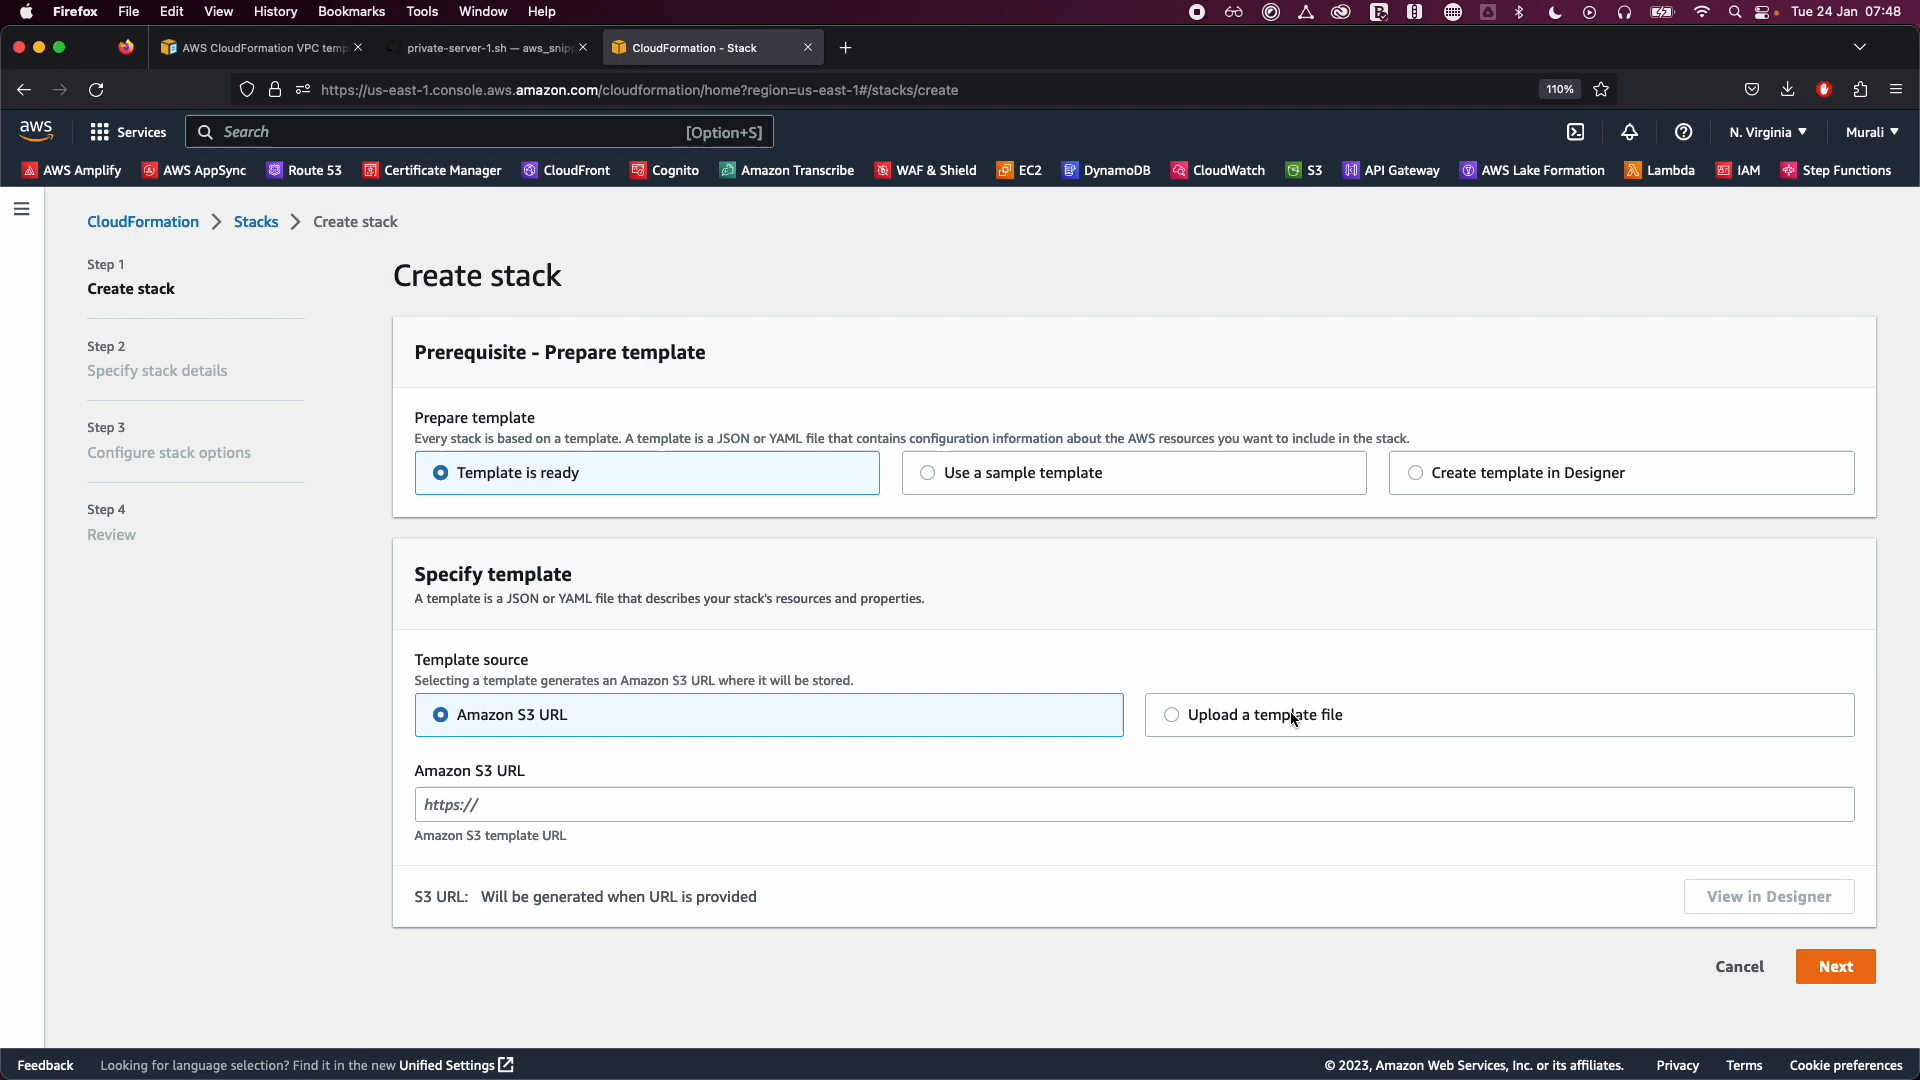 Firefox File Edit View History Bookmarks Tools Window Help Tue 24 Jan 07:48
AWS CloudFormation VPC temp private-server-1.sh — aws_snipp CloudFormation - Stack
https://us-east-1.console.aws.amazon.com/cloudformation/home?region=us-east-1#/stacks/create 110%
aws Services Search [Option+S] N. Virginia Murali
AWS Amplify AWS AppSync Route 53 Certificate Manager CloudFront Cognito Amazon Transcribe WAF & Shield EC2 DynamoDB CloudWatch S3 API Gateway AWS Lake Formation Lambda IAM Step Functions
CloudFormation Stacks Create stack
Step 1
Create stack
Step 2
Specify stack details
Step 3
Configure stack options
Step 4
Review
Create stack
Prerequisite - Prepare template
Prepare template
Every stack is based on a template. A template is a JSON or YAML file that contains configuration information about the AWS resources you want to include in the stack.
Template is ready Use a sample template Create template in Designer
Specify template
A template is a JSON or YAML file that describes your stack's resources and properties.
Template source
Selecting a template generates an Amazon S3 URL where it will be stored.
Amazon S3 URL Upload a template file
Amazon S3 URL
https://
Amazon S3 template URL
S3 URL: Will be generated when URL is provided View in Designer
Cancel Next
Feedback Looking for language selection? Find it in the new Unified Settings © 2023, Amazon Web Services, Inc. or its affiliates. Privacy Terms Cookie preferences